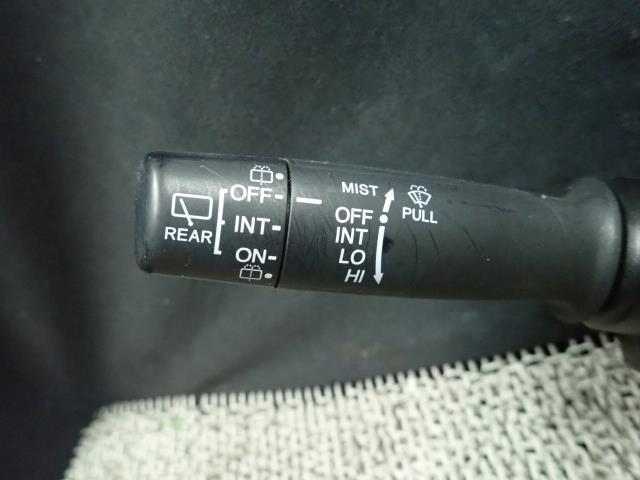 REAR
OFF
INT
ON
MIST
OFF
INT
LO
HI
PULL